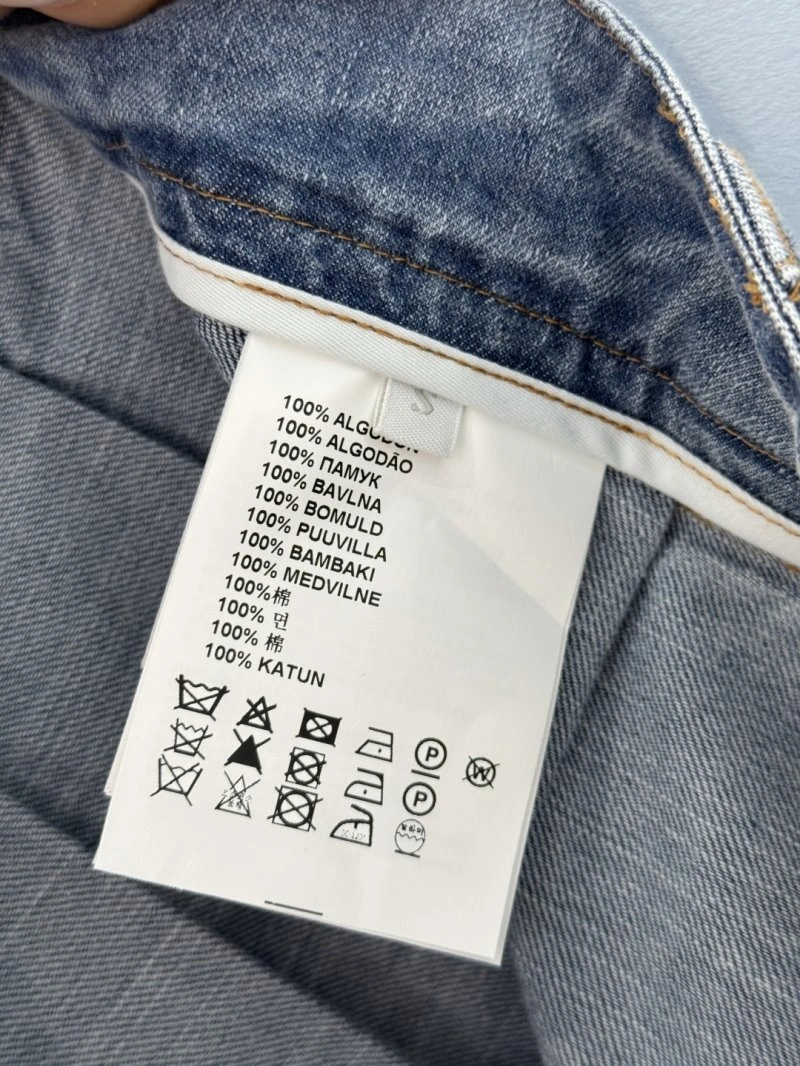 S
100% ALGODON
100% ALGODÃO
100% ПАМУК
100% BAVLNA
100% BOMULD
100% PUUVILLA
100% BAMBAKI
100% MEDVILNE
100%棉
100% 면
100% 棉
100% KATUN
P
W
P